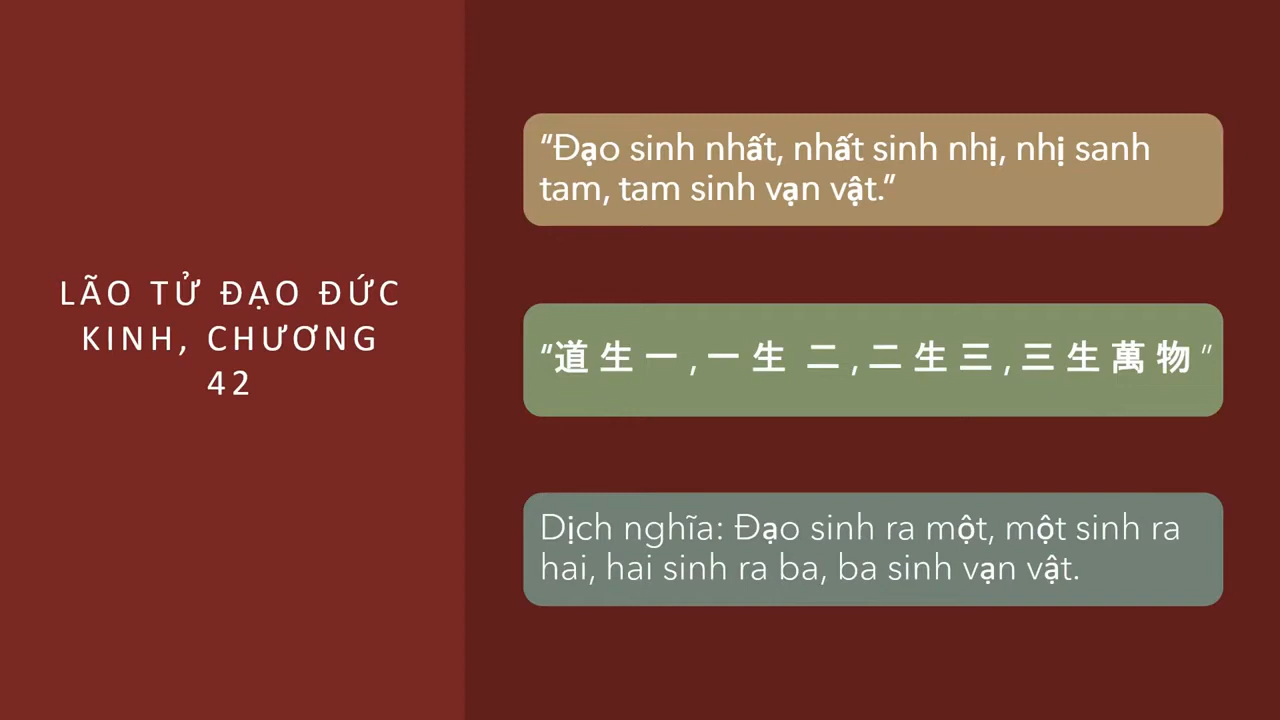 LÃO TỬ ĐẠO ĐỨC
KINH, CHƯƠNG
42
“Đạo sinh nhất, nhất sinh nhị, nhị sanh
tam, tam sinh vạn vật.”
“道 生 一 , 一 生 二 , 二 生 三 , 三 生 萬 物 ”
Dịch nghĩa: Đạo sinh ra một, một sinh ra
hai, hai sinh ra ba, ba sinh vạn vật.